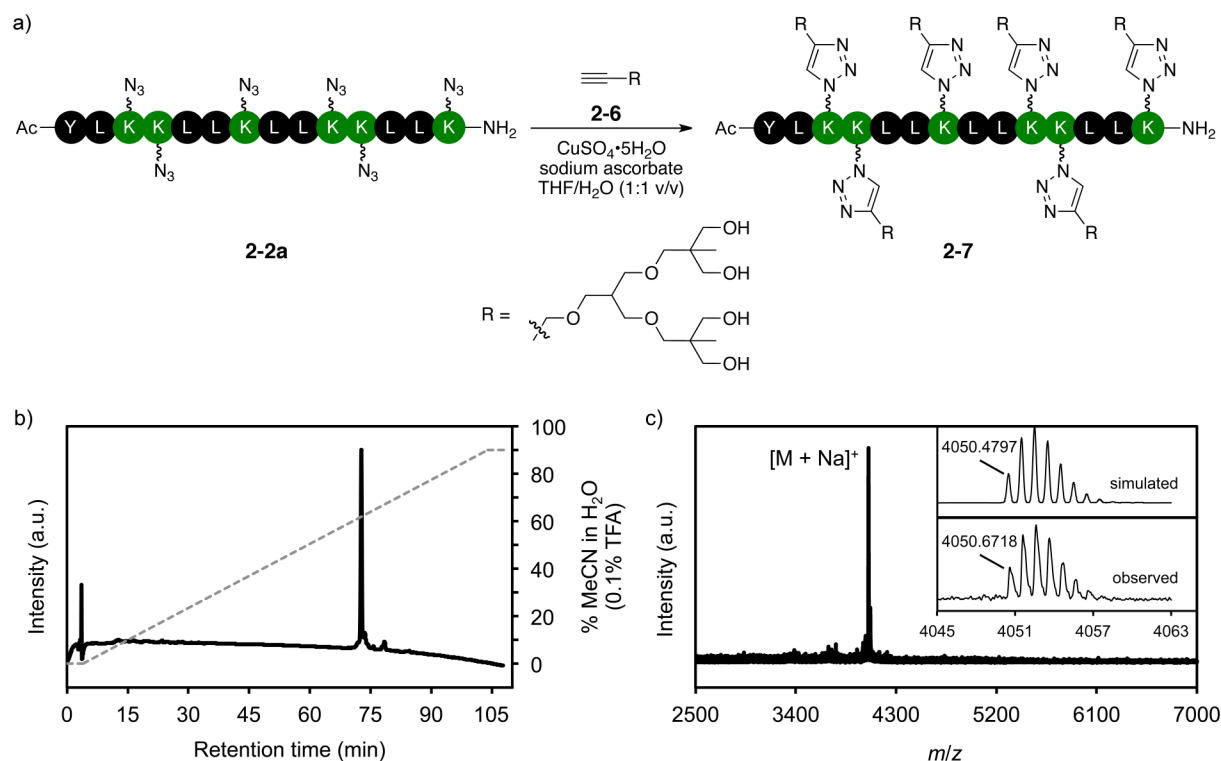 a)
N3 N3 N3 N3
Ac Y L K K L L K L L K K L L K NH2
N3 N3
2-2a
R
2-6
CuSO4•5H2O
sodium ascorbate
THF/H2O (1:1 v/v)
R R R R
N N N N
N N N N
N N N N
Ac Y L K K L L K L L K K L L K NH2
N N
N N
N N
R R
2-7
R =
O
O
O
OH
OH
OH
OH
b)
Intensity (a.u.)
100
80
60
40
20
0
% MeCN in H2O
(0.1% TFA)
0 15 30 45 60 75 90 105
Retention time (min)
c)
Intensity (a.u.)
[M + Na]+
4050.4797
simulated
4050.6718
observed
4045 4051 4057 4063
2500 3400 4300 5200 6100 7000
m/z